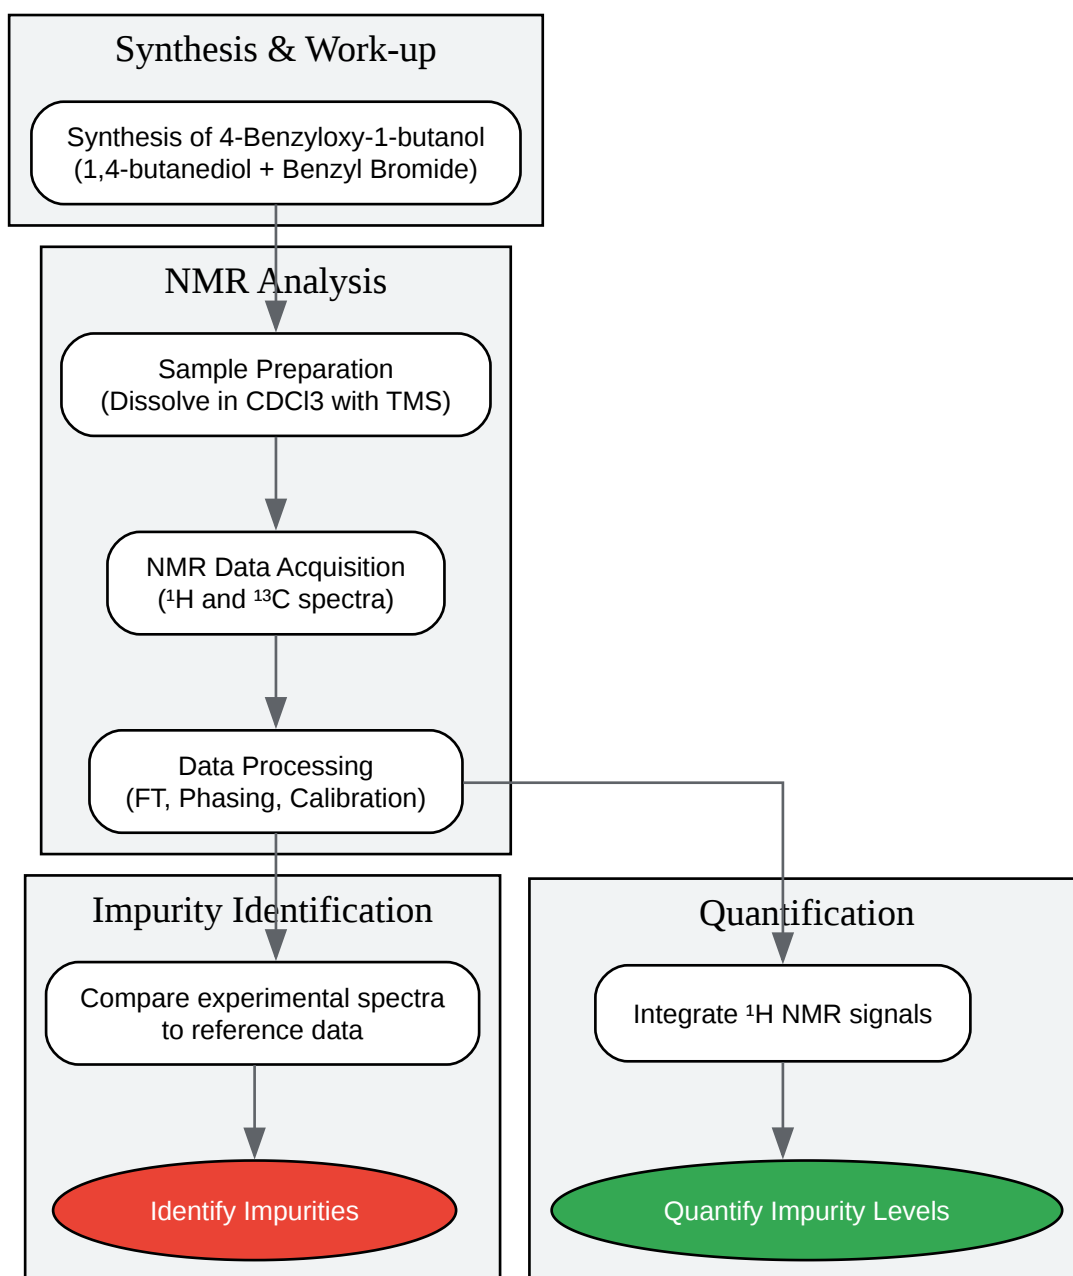 Synthesis & Work-up
Synthesis of 4-Benzyloxy-1-butanol
(1,4-butanediol + Benzyl Bromide)
NMR Analysis
Sample Preparation
(Dissolve in CDCl3 with TMS)
NMR Data Acquisition
(¹H and ¹³C spectra)
Data Processing
(FT, Phasing, Calibration)
Impurity Identification
Compare experimental spectra
to reference data
Identify Impurities
Quantification
Integrate ¹H NMR signals
Quantify Impurity Levels